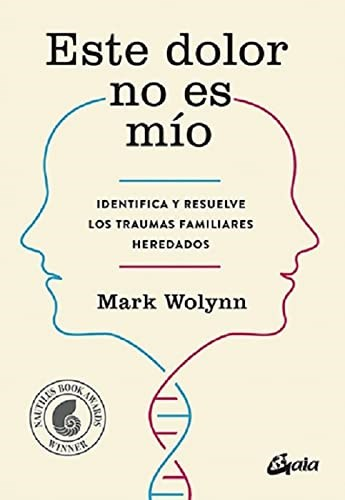 Este dolor
no es
mío
IDENTIFICA Y RESUELVE
LOS TRAUMAS FAMILIARES
HEREDADOS
Mark Wolynn
NAUTILUS BOOK AWARDS
WINNER
Gaia